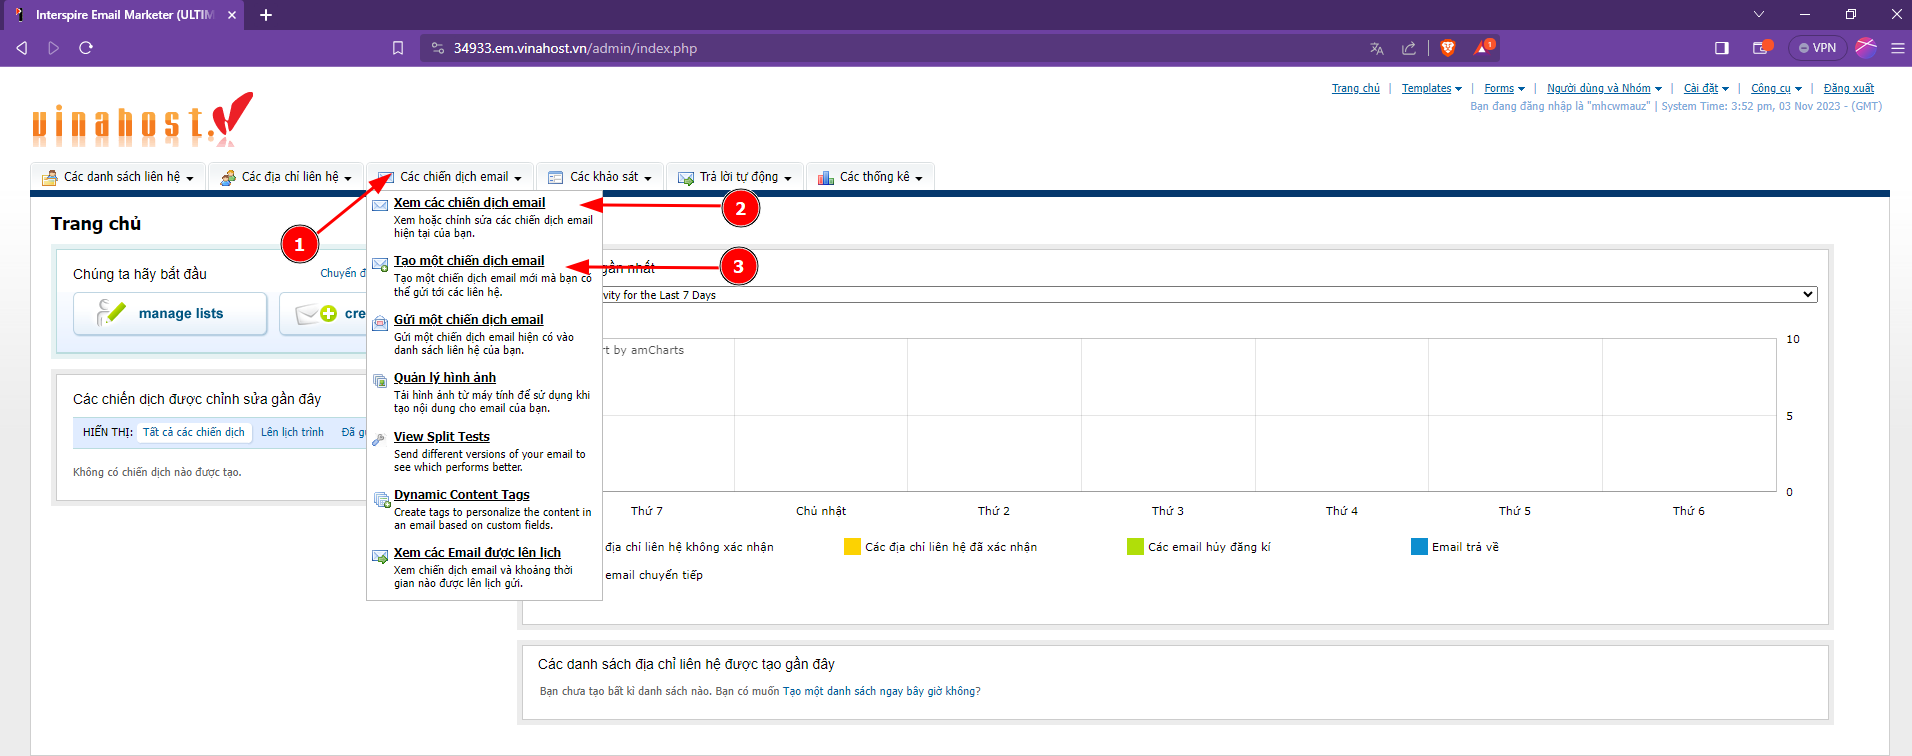 Interspire Email Marketer (ULTIM
34933.em.vinahost.vn/admin/index.php
1
VPN
vinahost.
Trang chủ | Templates | Forms | Người dùng và Nhóm | Cài đặt | Công cụ | Đăng xuất
Bạn đang đăng nhập là "mhcwmauz" | System Time: 3:52 pm, 03 Nov 2023 - (GMT)
Các danh sách liên hệ
Các địa chỉ liên hệ
Các chiến dịch email
Các khảo sát
Trả lời tự động
Các thống kê
1
2
3
Xem các chiến dịch email
Xem hoặc chỉnh sửa các chiến dịch email
hiện tại của bạn.
Tạo một chiến dịch email
Tạo một chiến dịch email mới mà bạn có
thể gửi tới các liên hệ.
Gửi một chiến dịch email
Gửi một chiến dịch email hiện có vào
danh sách liên hệ của bạn.
Quản lý hình ảnh
Tải hình ảnh từ máy tính để sử dụng khi
tạo nội dung cho email của bạn.
View Split Tests
Send different versions of your email to
see which performs better.
Dynamic Content Tags
Create tags to personalize the content in
an email based on custom fields.
Xem các Email được lên lịch
Xem chiến dịch email và khoảng thời
gian nào được lên lịch gửi.
Trang chủ
Chúng ta hãy bắt đầu
Chuyển đ
manage lists
cre
Các chiến dịch được chỉnh sửa gần đây
HIỂN THỊ: Tất cả các chiến dịch Lên lịch trình Đã g
Không có chiến dịch nào được tạo.
gần nhất
vity for the Last 7 Days
rt by amCharts
10
5
0
Thứ 7 Chủ nhật Thứ 2 Thứ 3 Thứ 4 Thứ 5 Thứ 6
địa chỉ liên hệ không xác nhận
Các địa chỉ liên hệ đã xác nhận
Các email hủy đăng kí
Email trả về
email chuyển tiếp
Các danh sách địa chỉ liên hệ được tạo gần đây
Bạn chưa tạo bất kì danh sách nào. Bạn có muốn Tạo một danh sách ngay bây giờ không?